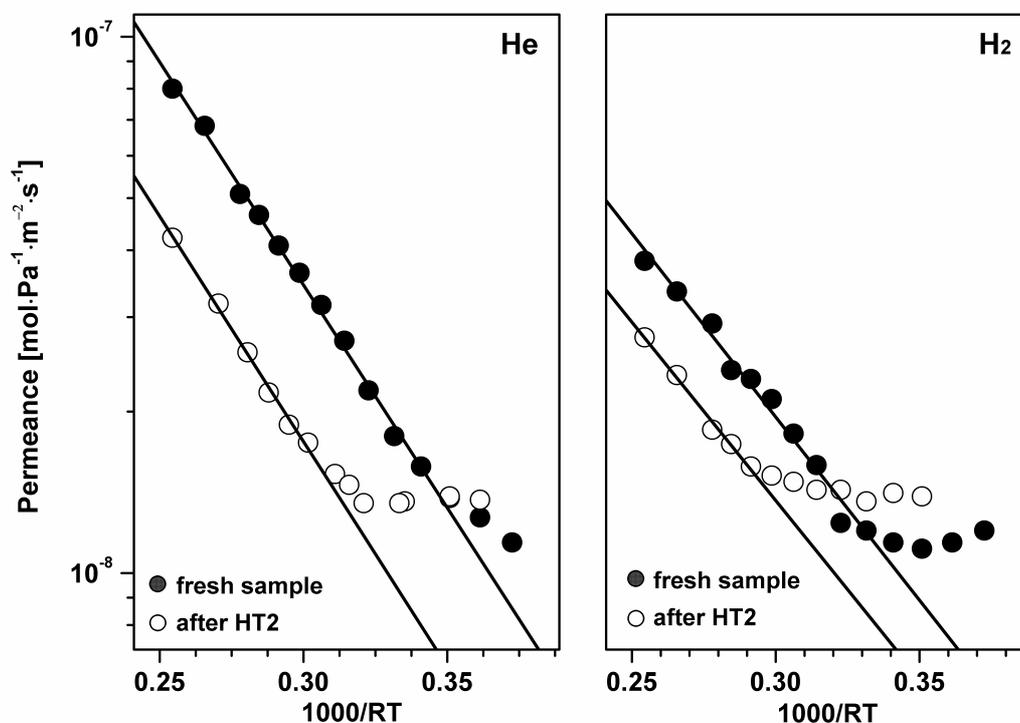 He
H₂
10⁻⁷
10⁻⁸
Permeance [mol·Pa⁻¹·m⁻²·s⁻¹]
fresh sample
after HT2
fresh sample
after HT2
0.25 0.30 0.35
0.25 0.30 0.35
1000/RT
1000/RT